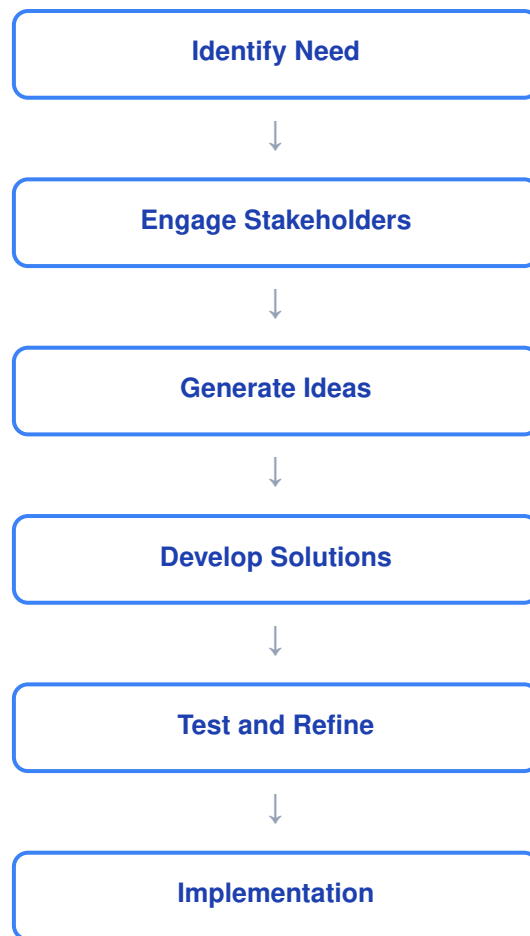 Identify Need
↓
Engage Stakeholders
↓
Generate Ideas
↓
Develop Solutions
↓
Test and Refine
↓
Implementation